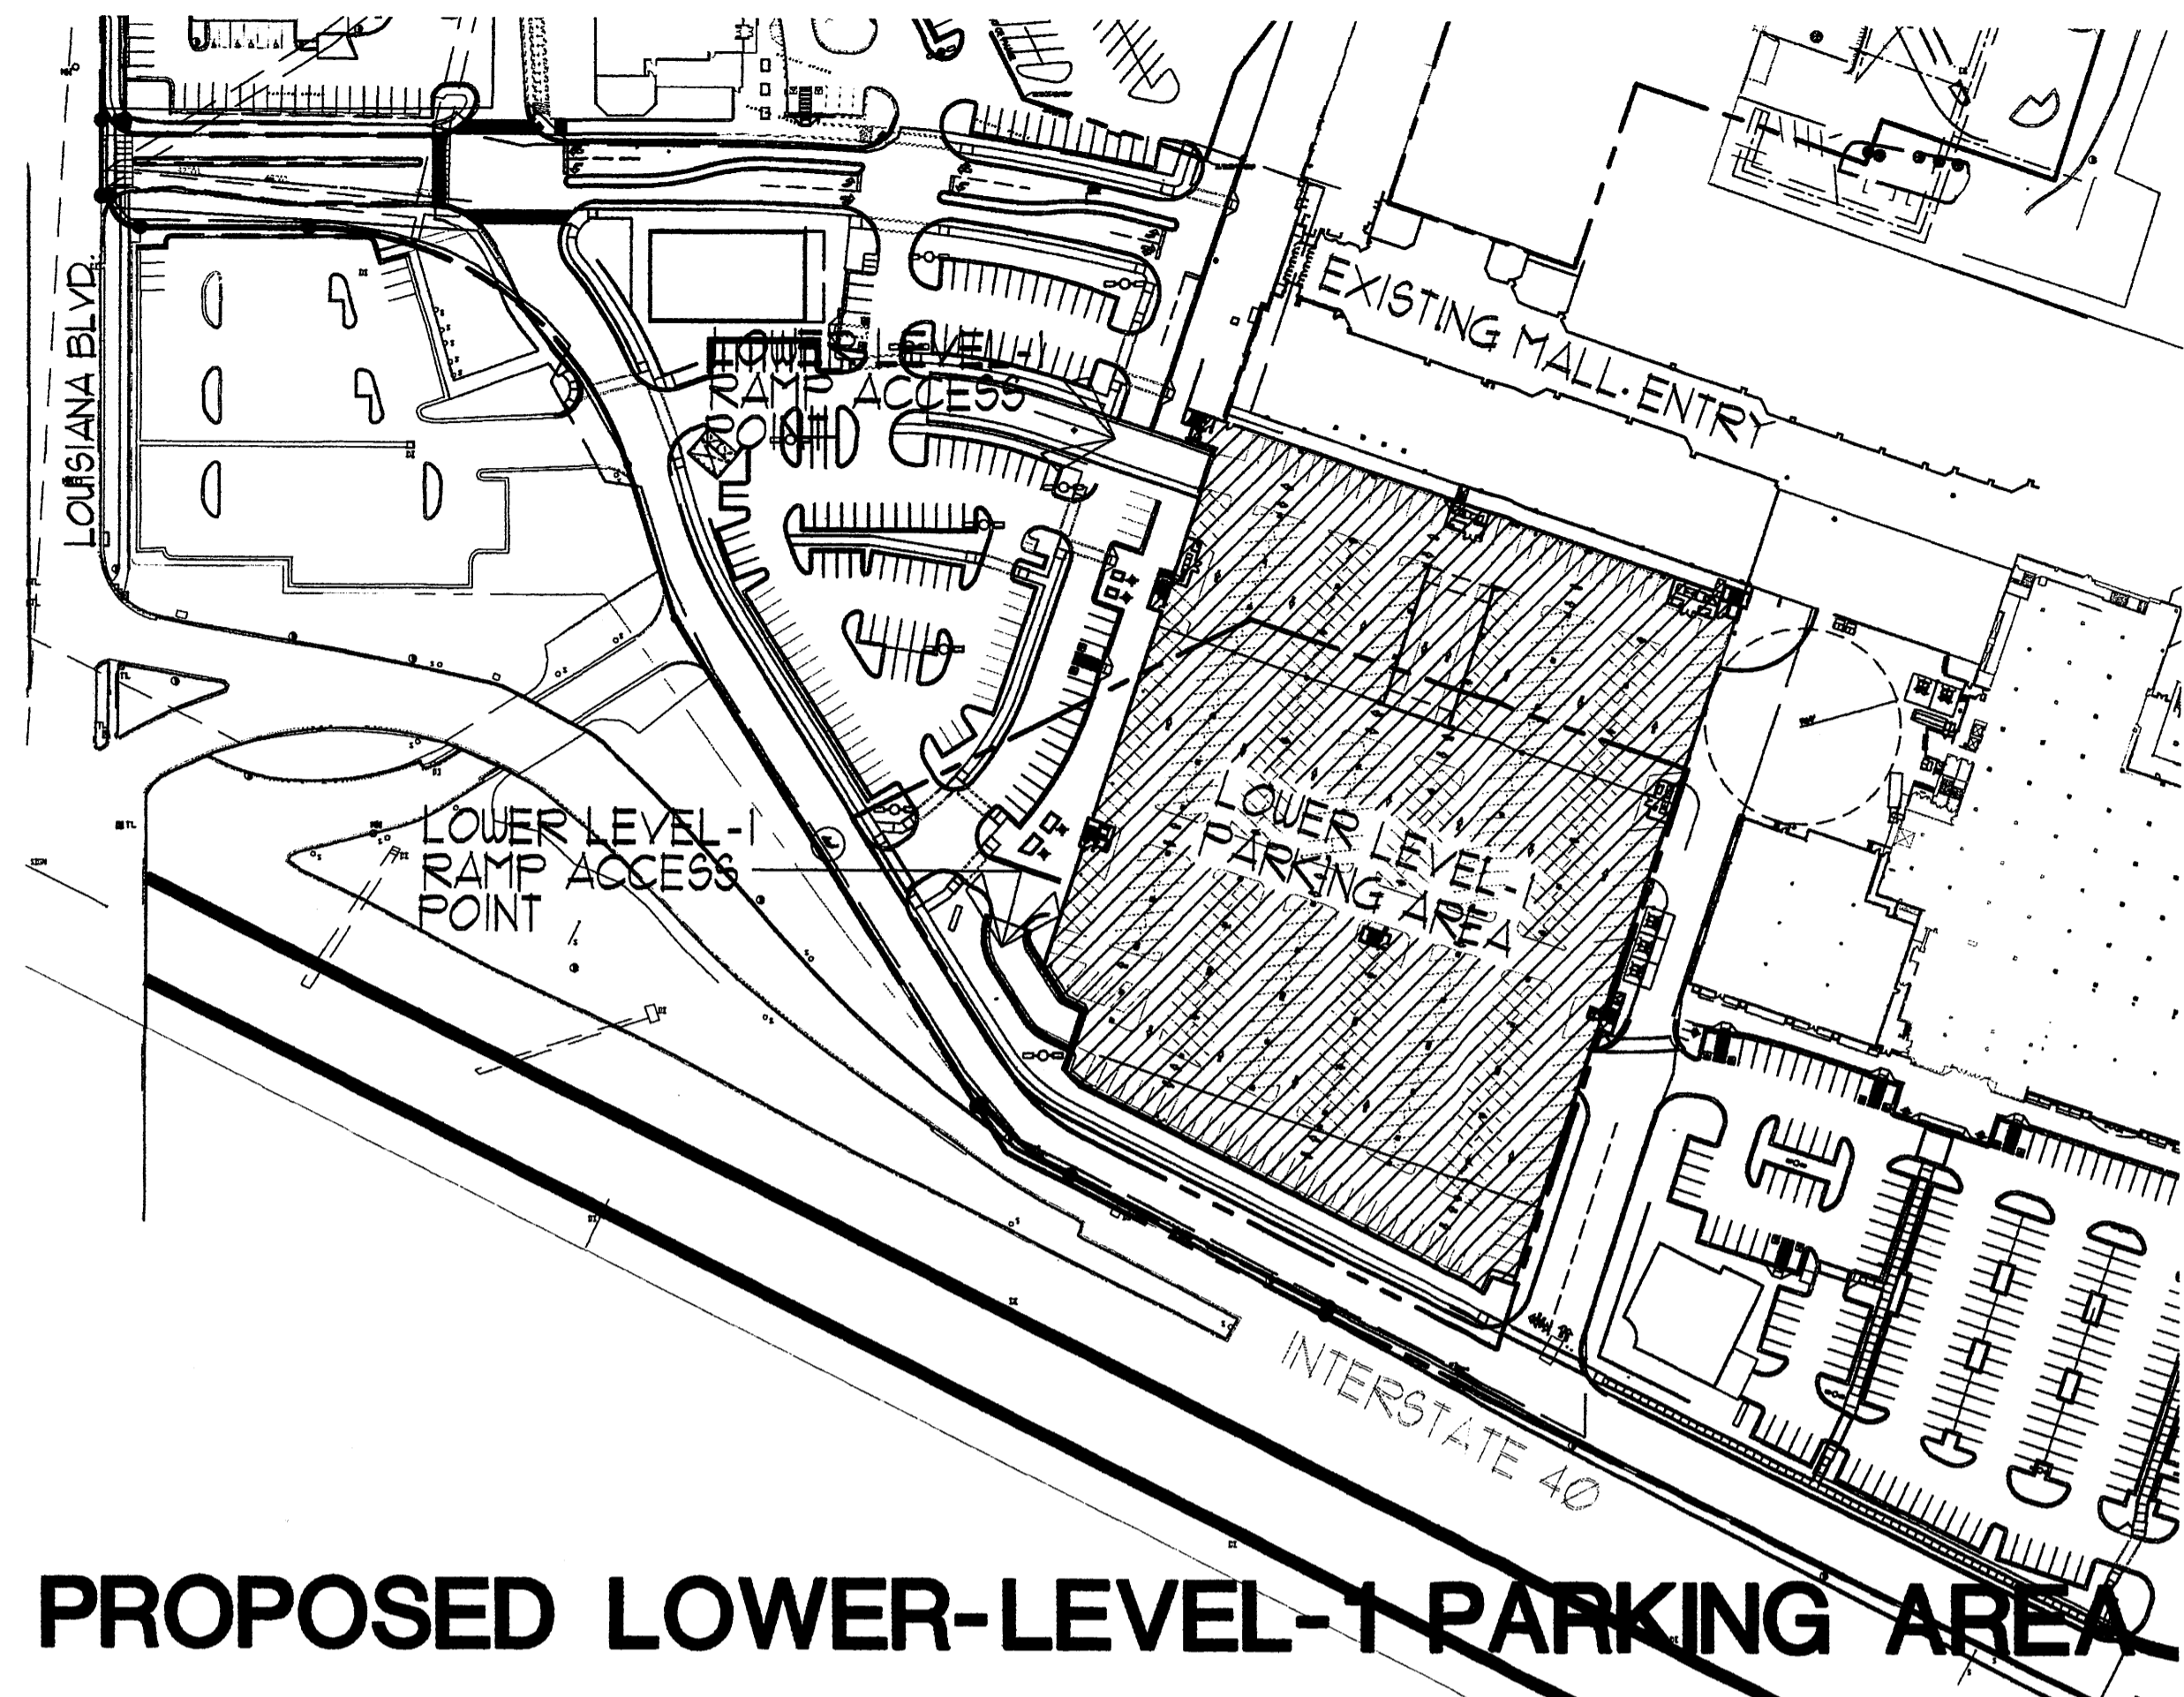 LOUISIANA BLVD.
EXISTING MALL ENTRY
LOWER LEVEL-1
RAMP ACCESS
POINT
LOWER LEVEL-1
RAMP ACCESS
POINT
LOWER LEVEL-1
PARKING AREA
INTERSTATE 40
PROPOSED LOWER-LEVEL-1 PARKING AREA